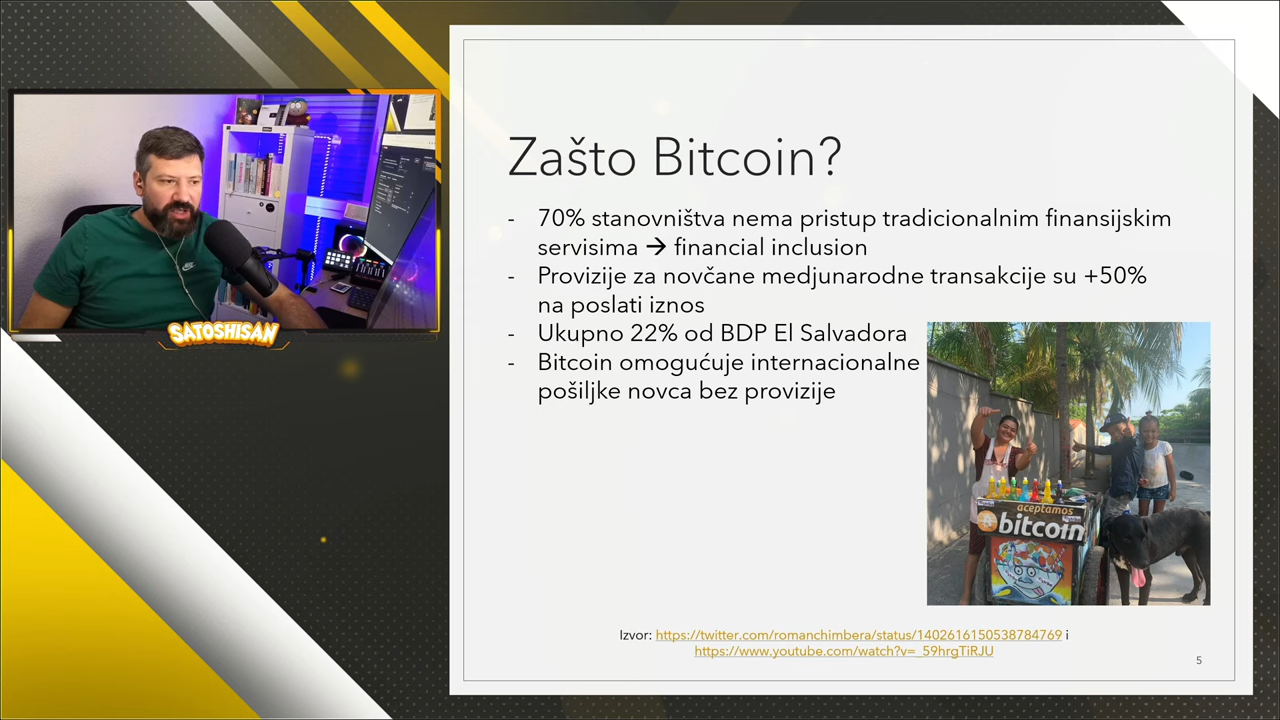 Zašto Bitcoin?
- 70% stanovništva nema pristup tradicionalnim finansijskim
servisima → financial inclusion
- Provizije za novčane medjunarodne transakcije su +50%
na poslati iznos
- Ukupno 22% od BDP El Salvadora
- Bitcoin omogućuje internacionalne
pošiljke novca bez provizije
SATOSHISAN
aceptamos
bitcoin
Izvor: https://twitter.com/romanchimbera/status/1402616150538784769 i
https://www.youtube.com/watch?v=_59hrgTiRJU
5